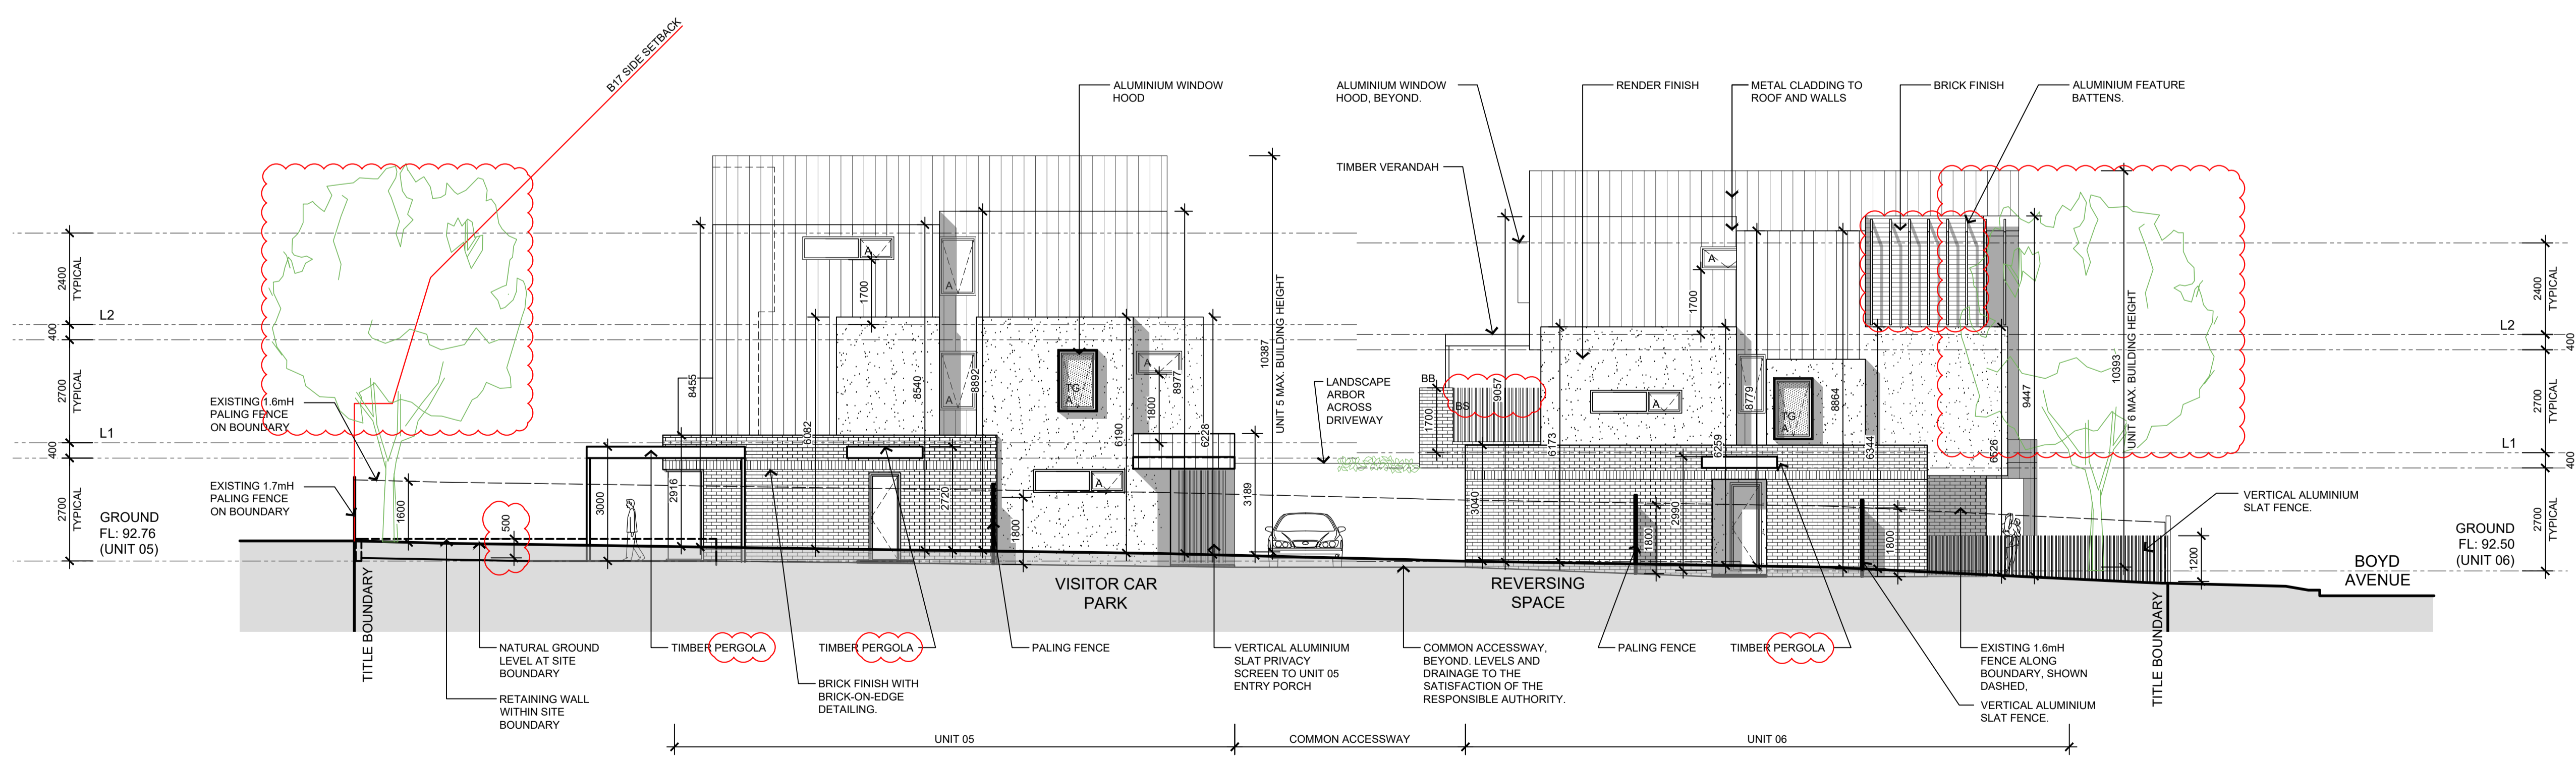 B17 SIDE SETBACK
ALUMINIUM WINDOW
HOOD
ALUMINIUM WINDOW
HOOD, BEYOND.
RENDER FINISH
METAL CLADDING TO
ROOF AND WALLS
BRICK FINISH
ALUMINIUM FEATURE
BATTENS.
TIMBER VERANDAH
2400
TYPICAL
L2
400
2700
TYPICAL
L1
400
2700
TYPICAL
EXISTING 1.6mH
PALING FENCE
ON BOUNDARY
EXISTING 1.7mH
PALING FENCE
ON BOUNDARY
GROUND
FL: 92.76
(UNIT 05)
1600
500
3000
2916
8455
6082
1700
8540
2720
8892
1800
6190
1800
8977
6228
3189
10387
UNIT 5 MAX. BUILDING HEIGHT
A
A
A
TG
A
A
A
LANDSCAPE
ARBOR
ACROSS
DRIVEWAY
BB
BS
1700
9057
3040
6173
A
1700
A
6259
2990
1800
8779
TG
A
8864
6344
1800
6526
9447
10393
UNIT 6 MAX. BUILDING HEIGHT
2400
TYPICAL
L2
400
2700
TYPICAL
L1
400
2700
TYPICAL
VERTICAL ALUMINIUM
SLAT FENCE.
1200
GROUND
FL: 92.50
(UNIT 06)
BOYD
AVENUE
VISITOR CAR
PARK
REVERSING
SPACE
TITLE BOUNDARY
TITLE BOUNDARY
NATURAL GROUND
LEVEL AT SITE
BOUNDARY
RETAINING WALL
WITHIN SITE
BOUNDARY
TIMBER PERGOLA
TIMBER PERGOLA
BRICK FINISH WITH
BRICK-ON-EDGE
DETAILING.
PALING FENCE
VERTICAL ALUMINIUM
SLAT PRIVACY
SCREEN TO UNIT 05
ENTRY PORCH
COMMON ACCESSWAY,
BEYOND. LEVELS AND
DRAINAGE TO THE
SATISFACTION OF THE
RESPONSIBLE AUTHORITY.
PALING FENCE
TIMBER PERGOLA
EXISTING 1.6mH
FENCE ALONG
BOUNDARY, SHOWN
DASHED,
VERTICAL ALUMINIUM
SLAT FENCE.
UNIT 05
COMMON ACCESSWAY
UNIT 06